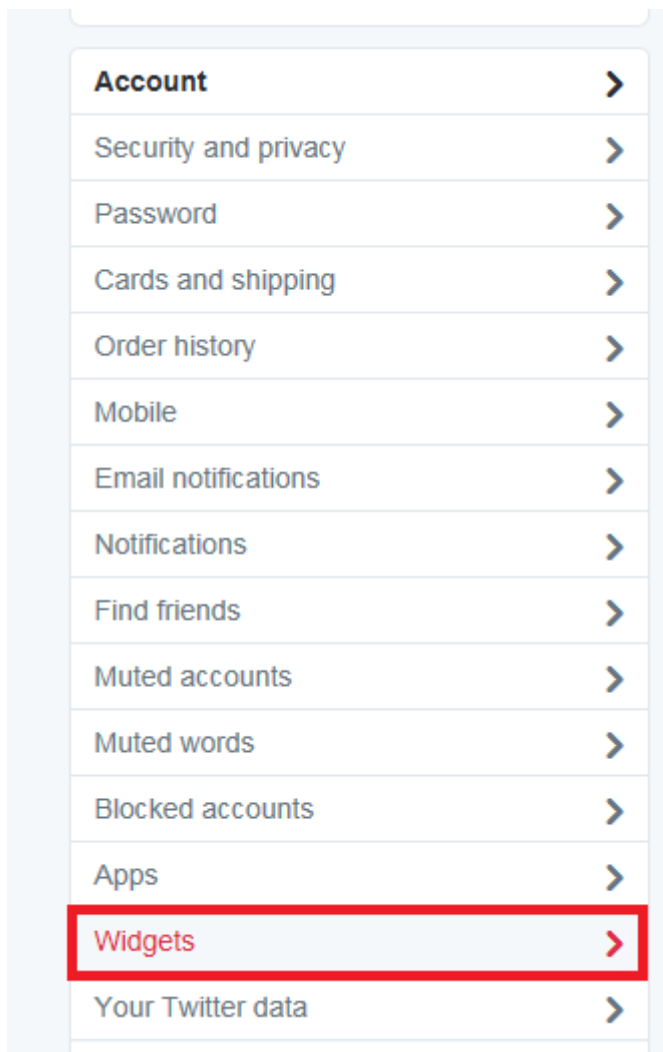 Account
Security and privacy
Password
Cards and shipping
Order history
Mobile
Email notifications
Notifications
Find friends
Muted accounts
Muted words
Blocked accounts
Apps
Widgets
Your Twitter data